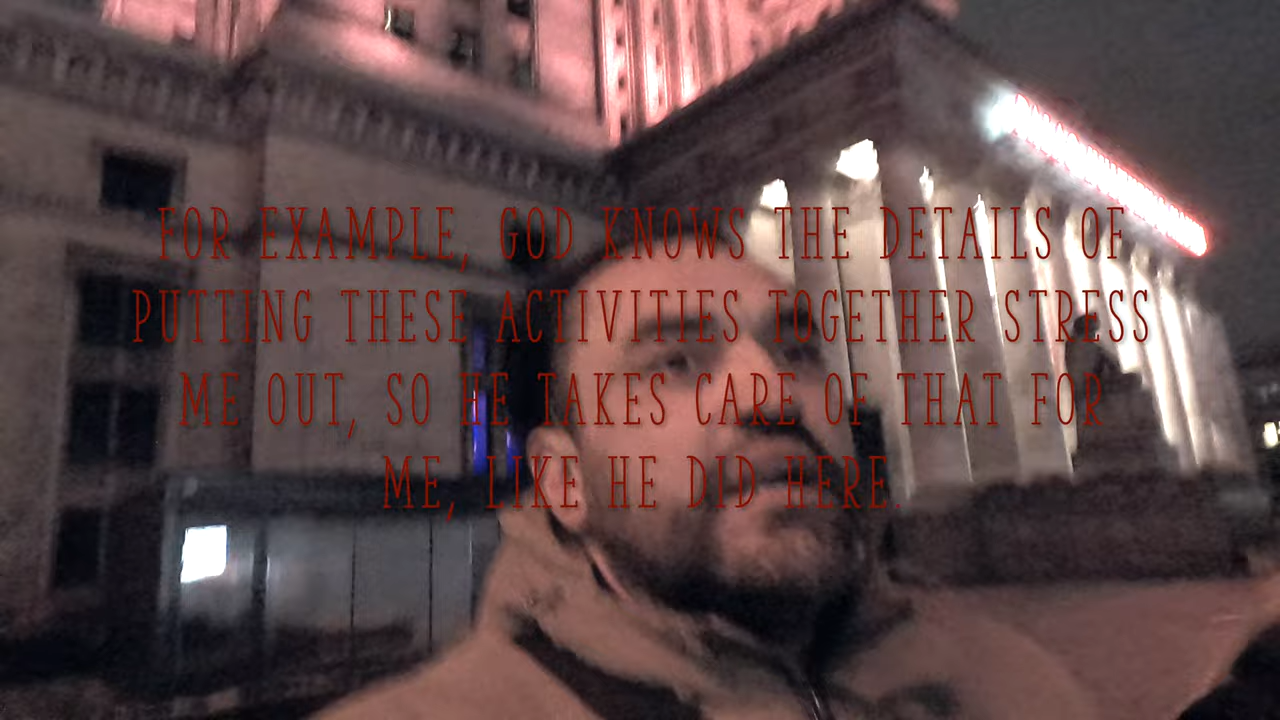 FOR EXAMPLE, GOD KNOWS THE DETAILS OF
PUTTING THESE ACTIVITIES TOGETHER STRESS
ME OUT, SO HE TAKES CARE OF THAT FOR
ME, LIKE HE DID HERE.